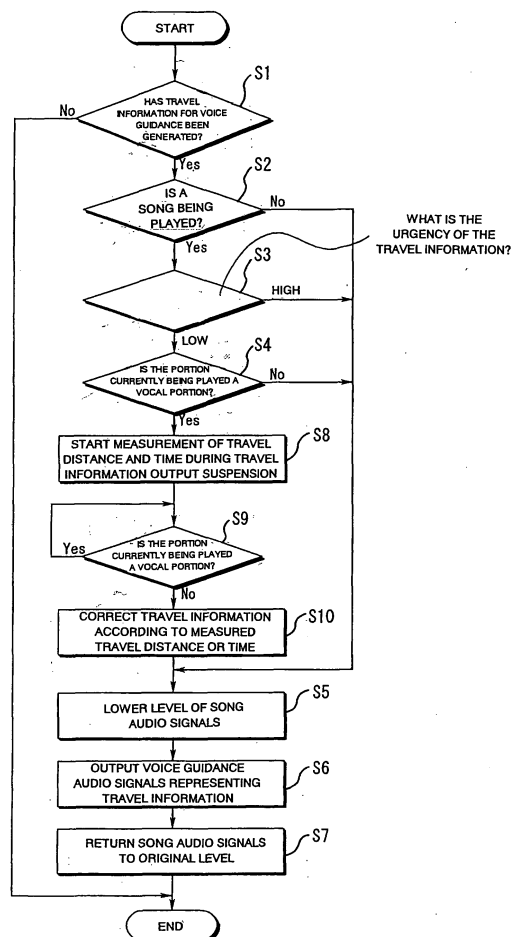 START
S1
No
HAS TRAVEL
INFORMATION FOR VOICE
GUIDANCE BEEN
GENERATED?
Yes
S2
IS A
SONG BEING
PLAYED?
No
Yes
WHAT IS THE
URGENCY OF THE
TRAVEL INFORMATION?
S3
HIGH
LOW
S4
IS THE PORTION
CURRENTLY BEING PLAYED A
VOCAL PORTION?
No
Yes
START MEASUREMENT OF TRAVEL
DISTANCE AND TIME DURING TRAVEL
INFORMATION OUTPUT SUSPENSION
S8
S9
Yes
IS THE PORTION
CURRENTLY BEING PLAYED
A VOCAL PORTION?
No
CORRECT TRAVEL INFORMATION
ACCORDING TO MEASURED
TRAVEL DISTANCE OR TIME
S10
LOWER LEVEL OF SONG
AUDIO SIGNALS
S5
OUTPUT VOICE GUIDANCE
AUDIO SIGNALS REPRESENTING
TRAVEL INFORMATION
S6
RETURN SONG AUDIO SIGNALS
TO ORIGINAL LEVEL
S7
END